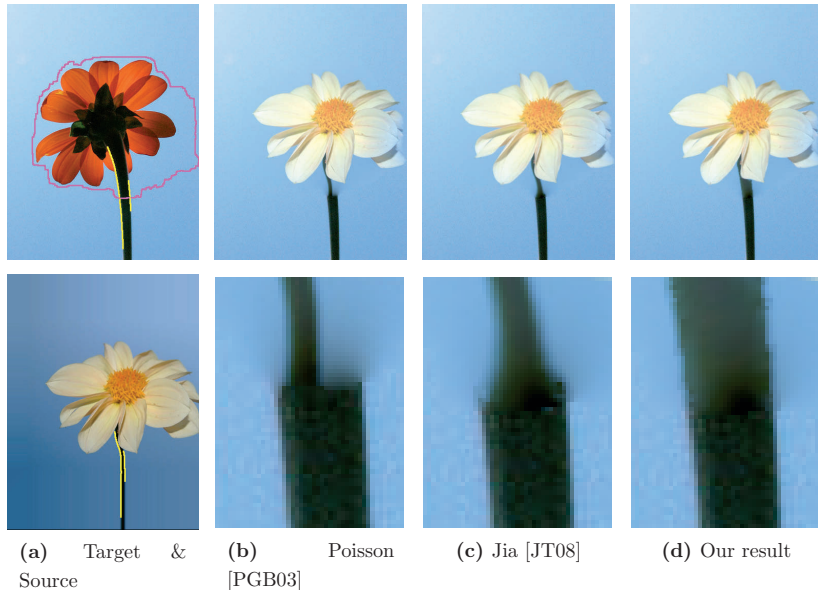 (a) Target &
Source
(b) Poisson
[PGB03]
(c) Jia [JT08]
(d) Our result